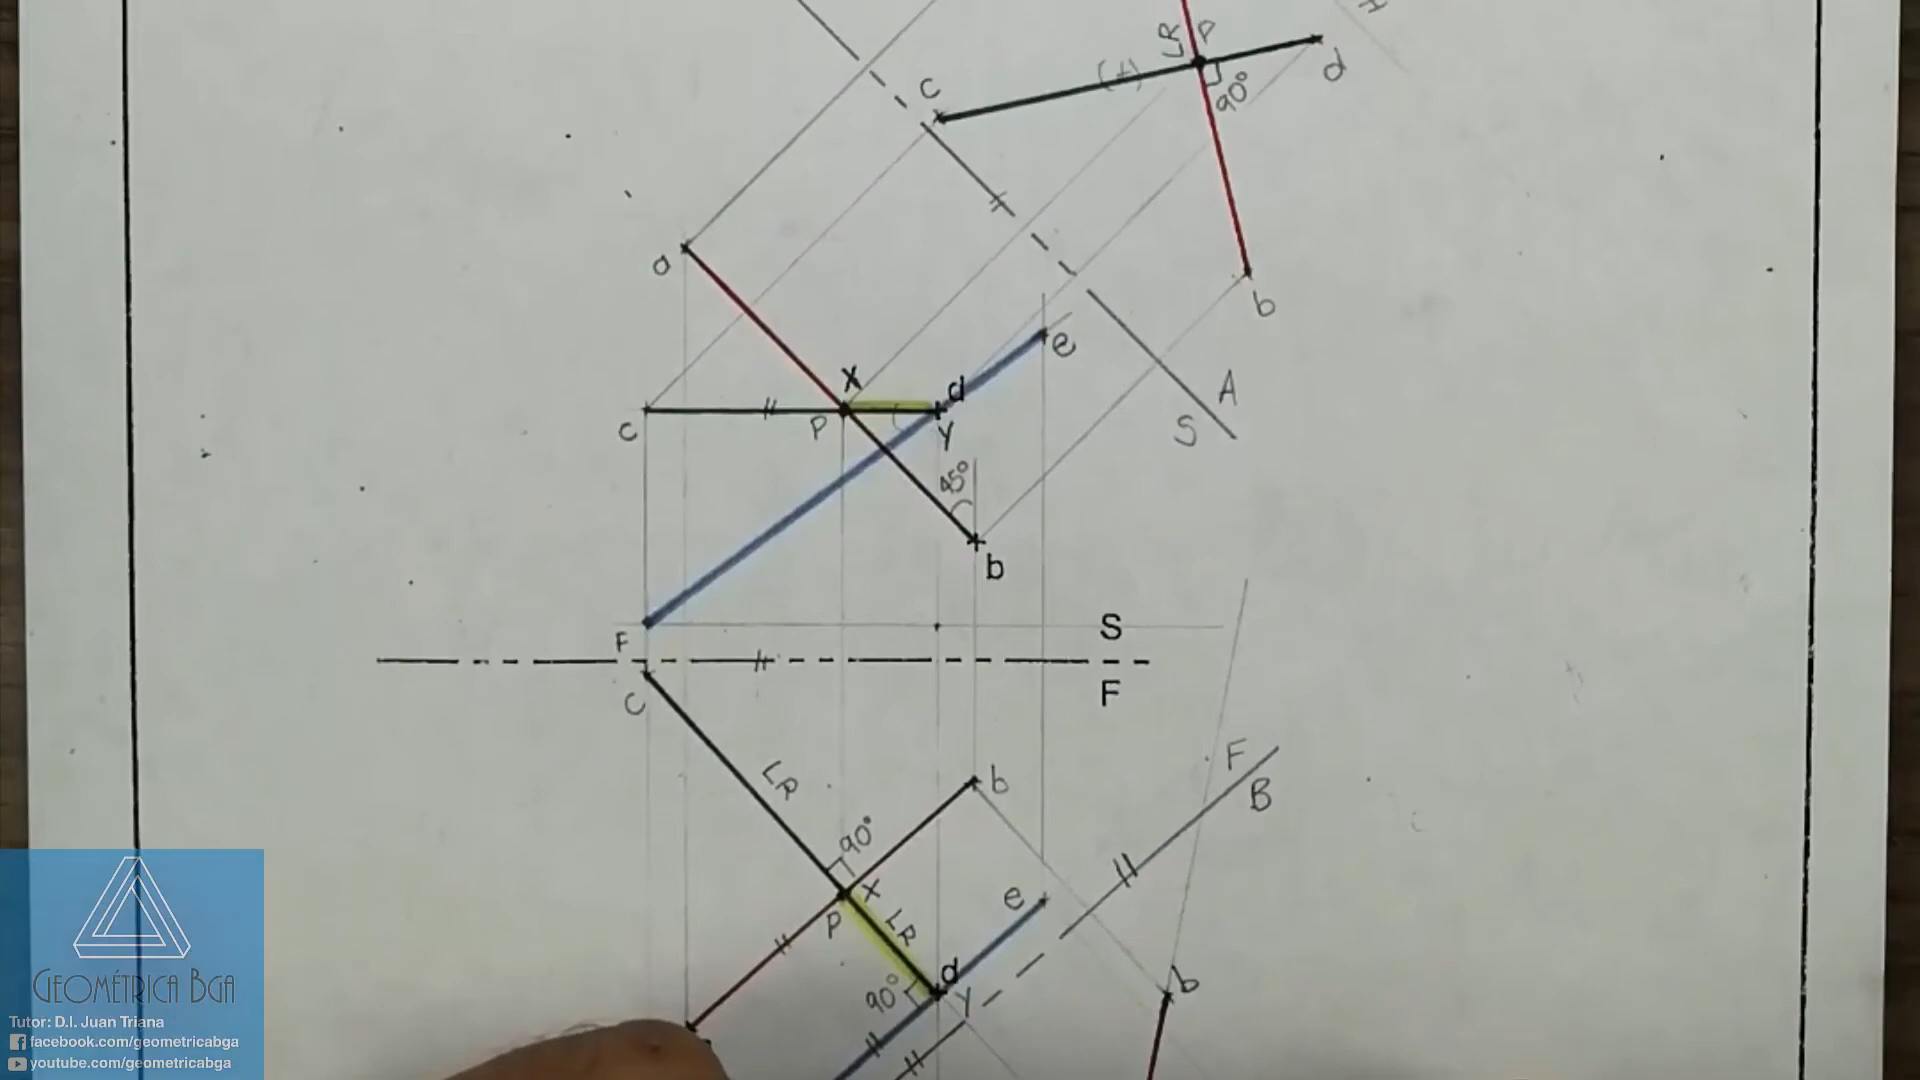 H
LR P
(+)
d
c
90°
a
b
e
X
d
A
c
P
y
S
45°
b
F
S
C
F
LR
b
F
B
90°
X
e
P
LR
d
90°
y
b
GEOMÉTRICA BGA
Tutor: D.I. Juan Triana
facebook.com/geometricabga
youtube.com/geometricabga